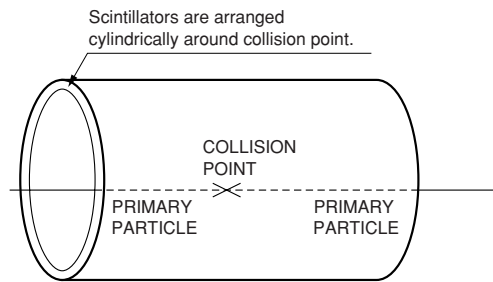 Scintillators are arranged
cylindrically around collision point.
COLLISION
POINT
PRIMARY
PARTICLE
PRIMARY
PARTICLE